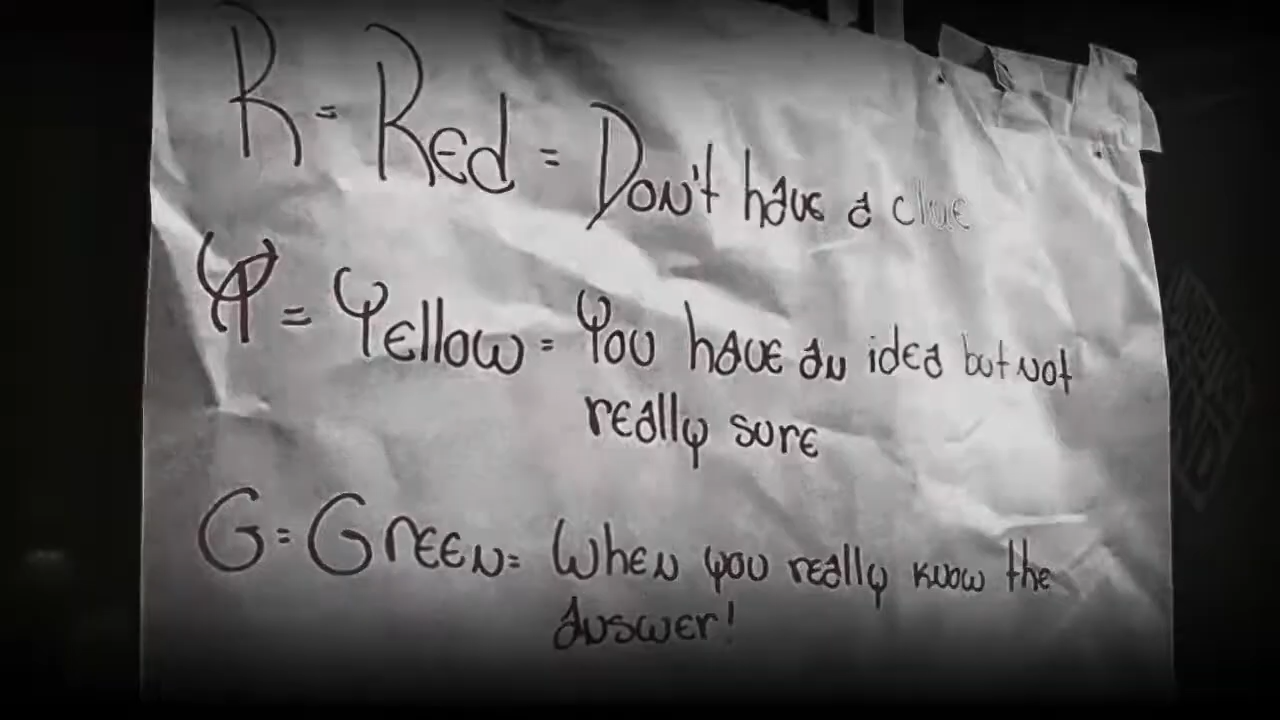 R = Red = Don't have a clue
Y = Yellow = You have an idea but not
really sure
G = Green = When you really know the
answer!